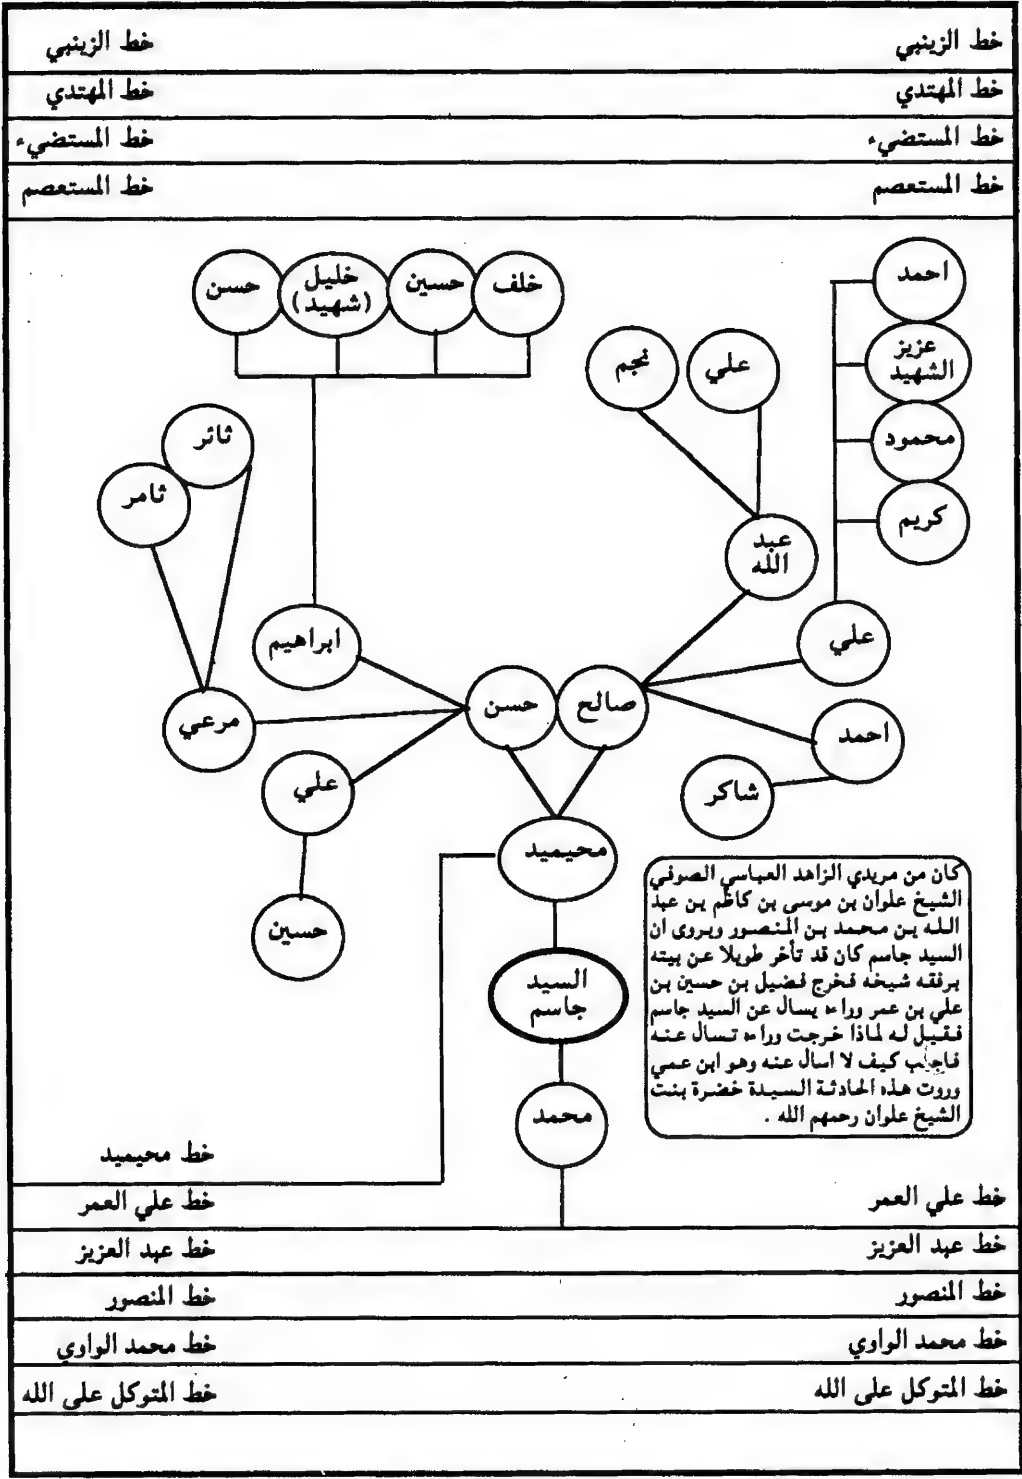 خط الزينبي
خط الزينبي
خط المهتدي
خط المهتدي
خط المستضيء
خط المستضيء
خط المستعصم
خط المستعصم
احمد
عزيز
الشهيد
محمود
كريم
علي
خلف
حسين
خليل
(شهيد)
حسن
علي
نجم
عبد
الله
ثائر
ثامر
ابراهيم
مرعي
علي
حسين
صالح
حسن
احمد
شاكر
محيميد
السيد
جاسم
محمد
كان من مريدي الزاهد العباسي الصوفي
الشيخ علوان بن موسى بن كاظم بن عبد
الله بن محمد بن المنصور ويروى ان
السيد جاسم كان قد تأخر طويلا عن بيته
برفقه شيخه فخرج فضيل بن حسين بن
علي بن عمر وراءه يسال عن السيد جاسم
فقيل له لماذا خرجت وراءه تسال عنه
فاجاب كيف لا اسال عنه وهو ابن عمي
وروت هذه الحادثة السيدة خضرة بنت
الشيخ علوان رحمهم الله .
خط محيميد
خط علي العمر
خط علي العمر
خط عبد العزيز
خط عبد العزيز
خط المنصور
خط المنصور
خط محمد الواوي
خط محمد الواوي
خط المتوكل على الله
خط المتوكل على الله